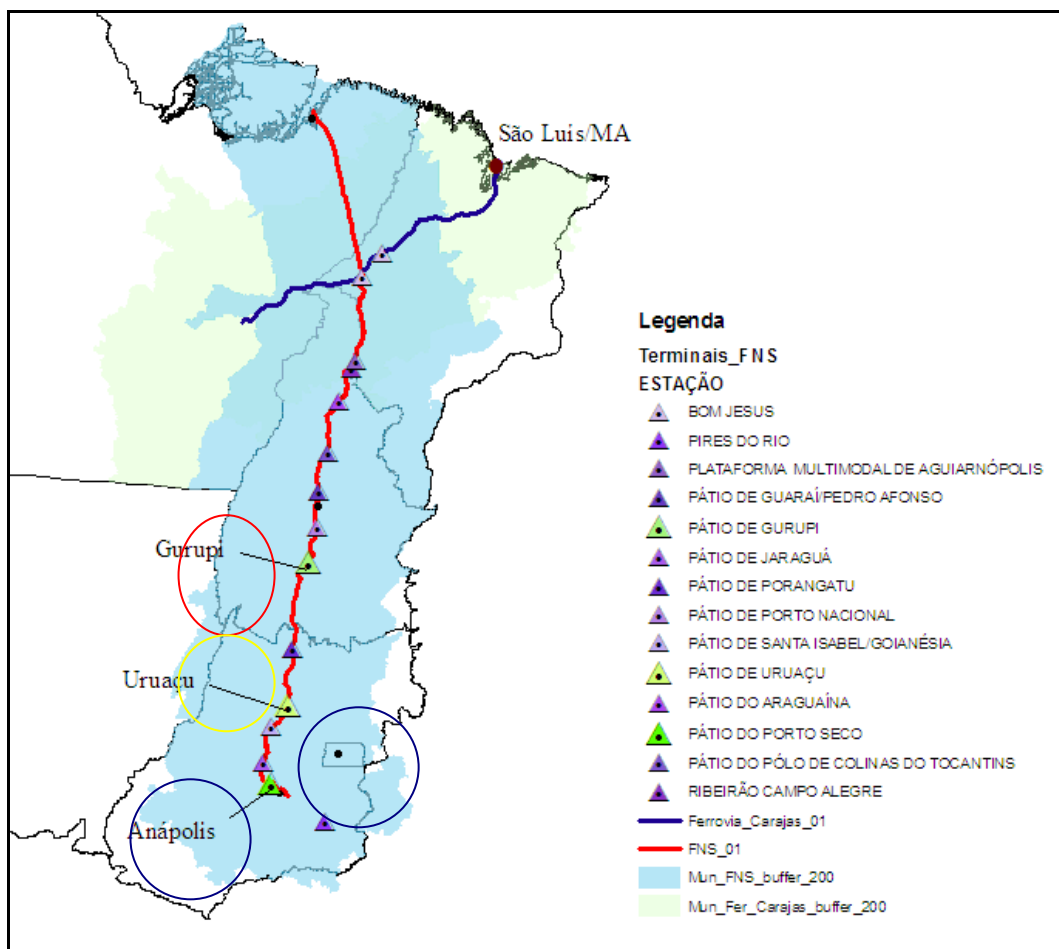 São Luís/MA
Gurupi
Uruaçu
Anápolis
Legenda
Terminais_FNS
ESTAÇÃO
BOM JESUS
PIRES DO RIO
PLATAFORMA MULTIMODAL DE AGUIARNÓPOLIS
PÁTIO DE GUARAÍ/PEDRO AFONSO
PÁTIO DE GURUPI
PÁTIO DE JARAGUÁ
PÁTIO DE PORANGATU
PÁTIO DE PORTO NACIONAL
PÁTIO DE SANTA ISABEL/GOIANÉSIA
PÁTIO DE URUAÇU
PÁTIO DO ARAGUAÍNA
PÁTIO DO PORTO SECO
PÁTIO DO PÓLO DE COLINAS DO TOCANTINS
RIBEIRÃO CAMPO ALEGRE
Ferrovia_Carajas_01
FNS_01
Mun_FNS_buffer_200
Mun_Fer_Carajas_buffer_200